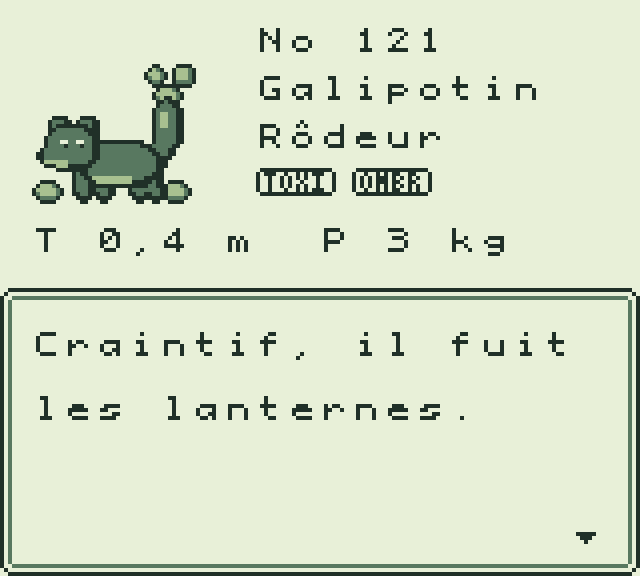 No 121
Galipotin
Rôdeur
TOXI OMBR
T 0,4 m P 3 kg
Craintif, il fuit
les lanternes.